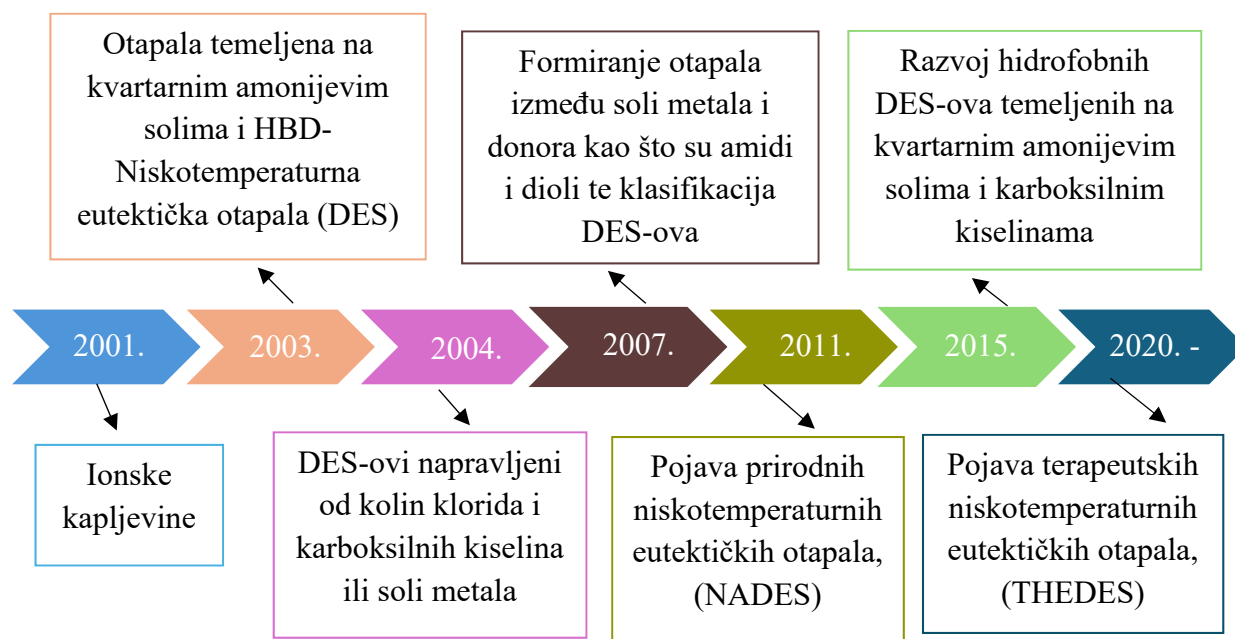 Otapala temeljena na
kvartarnim amonijevim
solima i HBD-
Niskotemperaturna
eutektička otapala (DES)
Formiranje otapala
između soli metala i
donora kao što su amidi
i dioli te klasifikacija
DES-ova
Razvoj hidrofobnih
DES-ova temeljenih na
kvartarnim amonijevim
solima i karboksilnim
kiselinama
2001.
2003.
2004.
2007.
2011.
2015.
2020. -
Ionske
kapljevine
DES-ovi napravljeni
od kolin klorida i
karboksilnih kiselina
ili soli metala
Pojava prirodnih
niskotemperaturnih
eutektičkih otapala,
(NADES)
Pojava terapeutskih
niskotemperaturnih
eutektičkih otapala,
(THEDES)